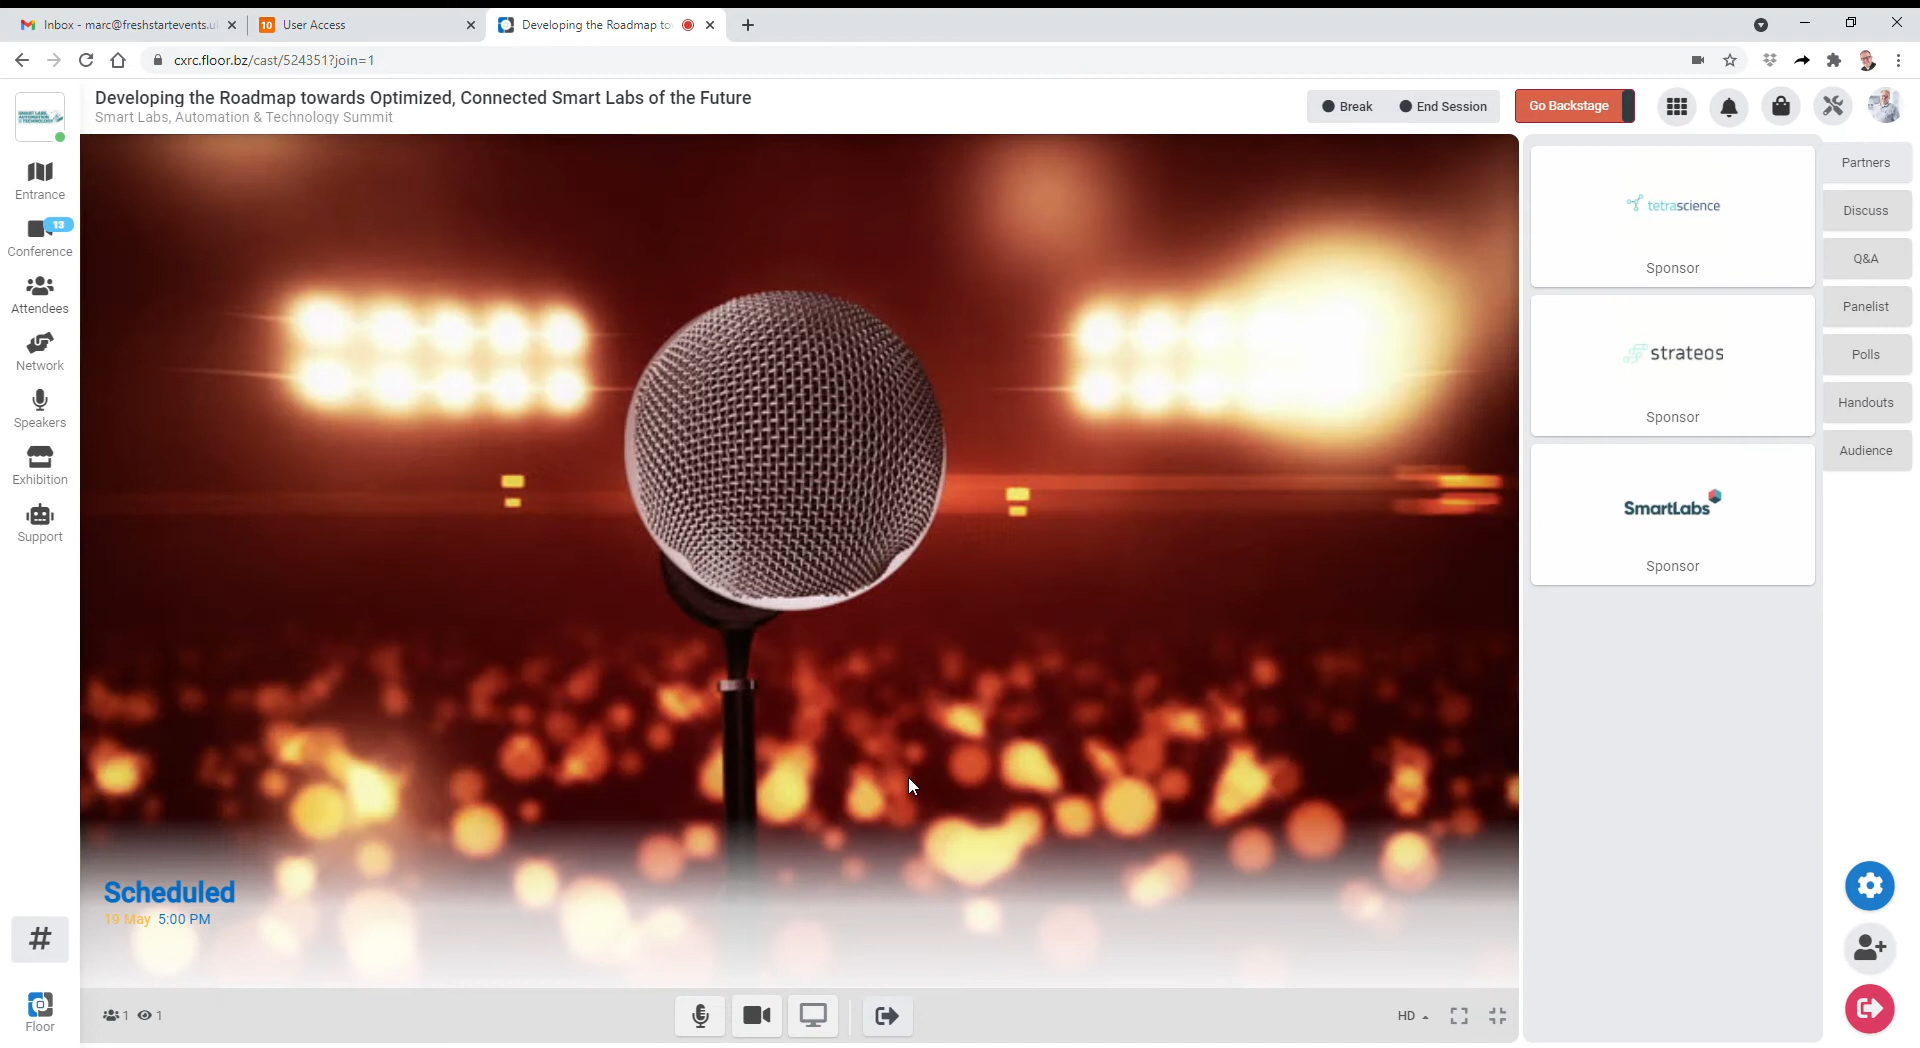 Inbox - marc@freshstartevents.u
User Access
Developing the Roadmap to
cxrc.floor.bz/cast/524351?join=1
Developing the Roadmap towards Optimized, Connected Smart Labs of the Future
Smart Labs, Automation & Technology Summit
Break
End Session
Go Backstage
Entrance
13
Conference
Attendees
Network
Speakers
Exhibition
Support
#
Floor
tetrascience
Sponsor
strateos
Sponsor
SmartLabs
Sponsor
Partners
Discuss
Q&A
Panelist
Polls
Handouts
Audience
Scheduled
19 May 5:00 PM
1 1
HD